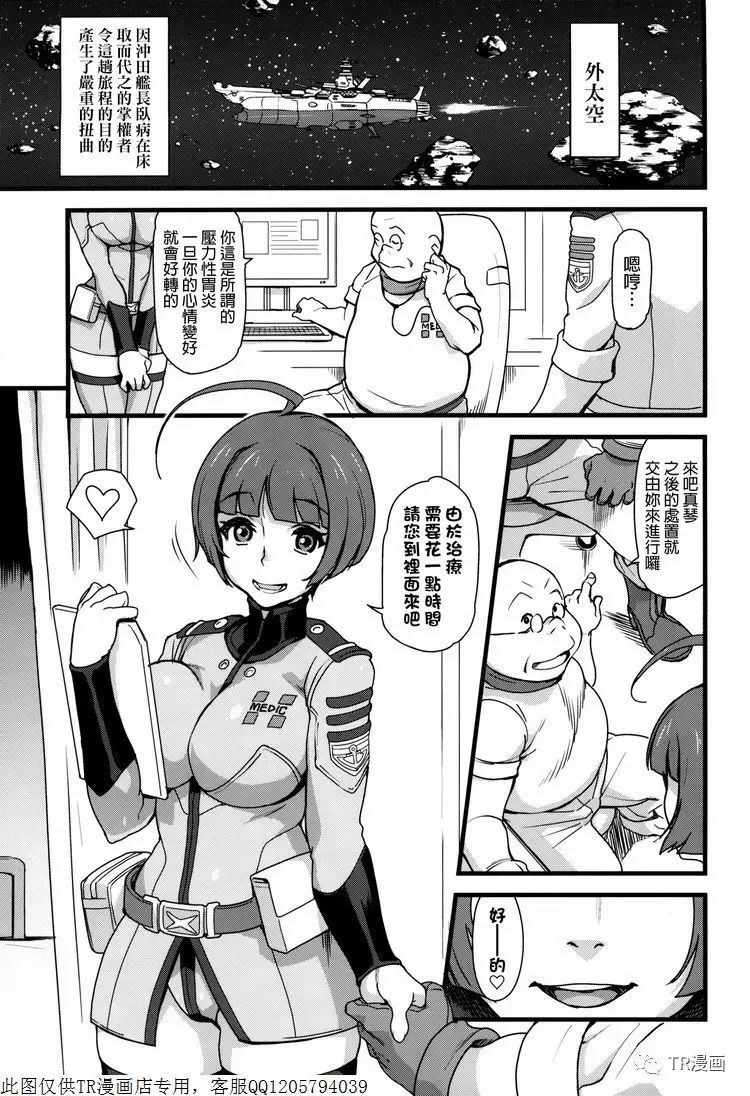 外太空
因沖田艦長臥病在床
取而代之的掌權者
令這趟旅程的目的
產生了嚴重的扭曲
嗯哼…
MEDIC
你這是所謂的
壓力性胃炎
一旦你的心情變好
就會好轉的
來吧真琴
之後的處置就
交由妳來進行囉
由於治療
需要花一點時間
請您到裡面來吧
MEDIC
好——的♡
TR漫画
此图仅供TR漫画店专用，客服QQ1205794039